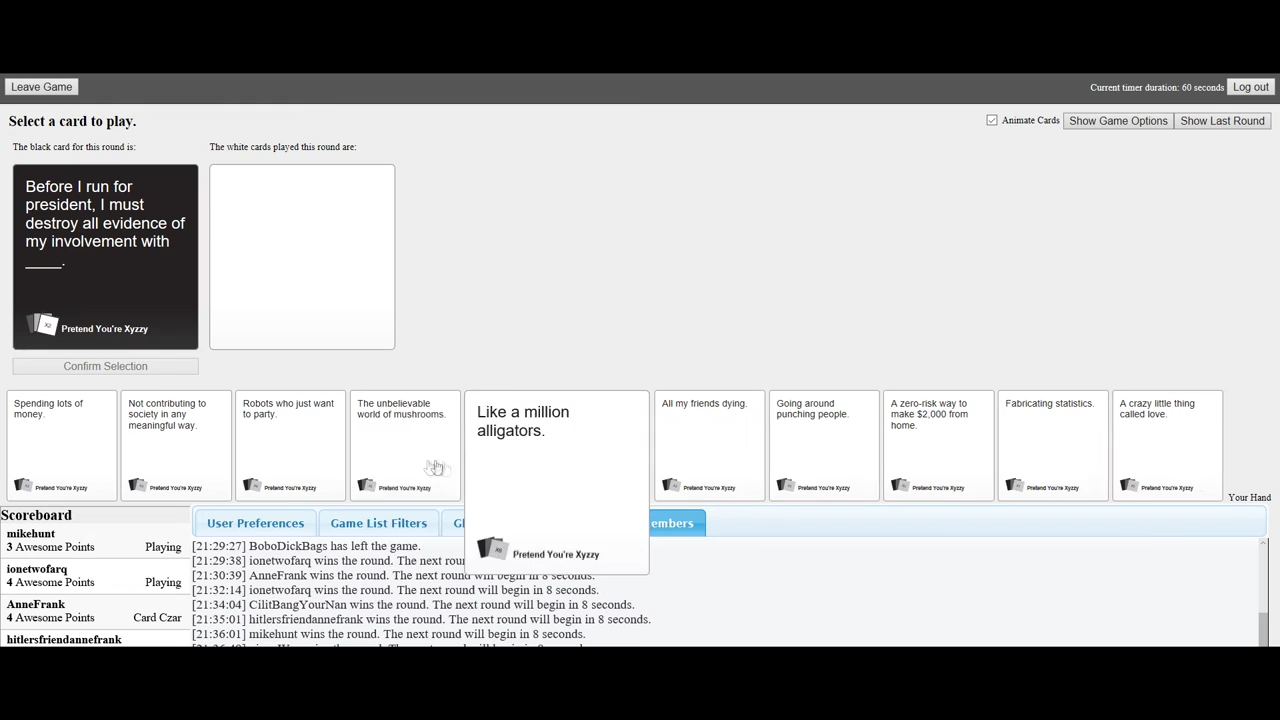 Leave Game
Current timer duration: 60 seconds
Log out
Select a card to play.
Animate Cards
Show Game Options
Show Last Round
The black card for this round is:
The white cards played this round are:
Before I run for
president, I must
destroy all evidence of
my involvement with
_____.
X2
Pretend You're Xyzzy
Confirm Selection
Spending lots of
money.
Pretend You're Xyzzy
Not contributing to
society in any
meaningful way.
Pretend You're Xyzzy
Robots who just want
to party.
Pretend You're Xyzzy
The unbelievable
world of mushrooms.
Pretend You're Xyzzy
Like a million
alligators.
Pretend You're Xyzzy
All my friends dying.
Pretend You're Xyzzy
Going around
punching people.
Pretend You're Xyzzy
A zero-risk way to
make $2,000 from
home.
Pretend You're Xyzzy
Fabricating statistics.
Pretend You're Xyzzy
A crazy little thing
called love.
Pretend You're Xyzzy
Your Hand
Scoreboard
mikehunt
3 Awesome Points Playing
ionetwofarq
4 Awesome Points Playing
AnneFrank
4 Awesome Points Card Czar
hitlersfriendannefrank
User Preferences
Game List Filters
Gl
embers
[21:29:27] BoboDickBags has left the game.
[21:29:38] ionetwofarq wins the round. The next round will begin in 8 seconds.
[21:30:39] AnneFrank wins the round. The next round will begin in 8 seconds.
[21:32:14] ionetwofarq wins the round. The next round will begin in 8 seconds.
[21:34:04] CilitBangYourNan wins the round. The next round will begin in 8 seconds.
[21:35:01] hitlersfriendannefrank wins the round. The next round will begin in 8 seconds.
[21:36:01] mikehunt wins the round. The next round will begin in 8 seconds.